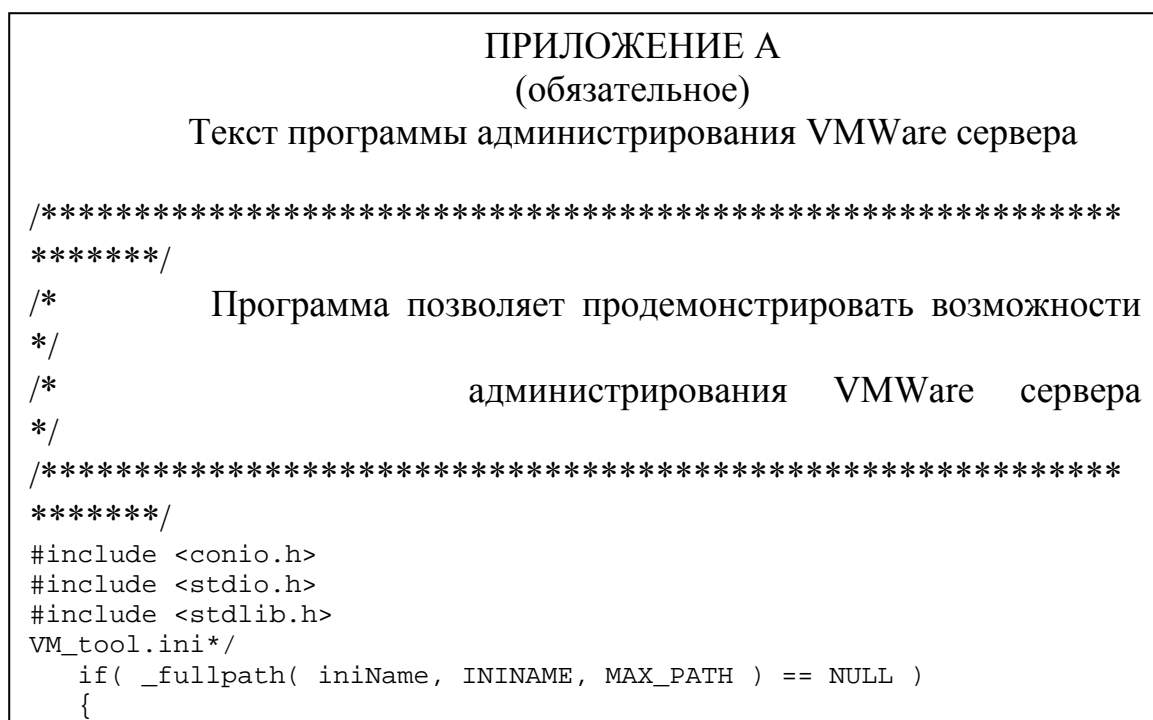 ПРИЛОЖЕНИЕ А
(обязательное)
Текст программы администрирования VMWare сервера
/**********************************************************
*******/
/* Программа позволяет продемонстрировать возможности
*/
/* администрирования VMWare сервера
*/
/**********************************************************
*******/
#include <conio.h>
#include <stdio.h>
#include <stdlib.h>
VM_tool.ini*/
if( _fullpath( iniName, ININAME, MAX_PATH ) == NULL )
{